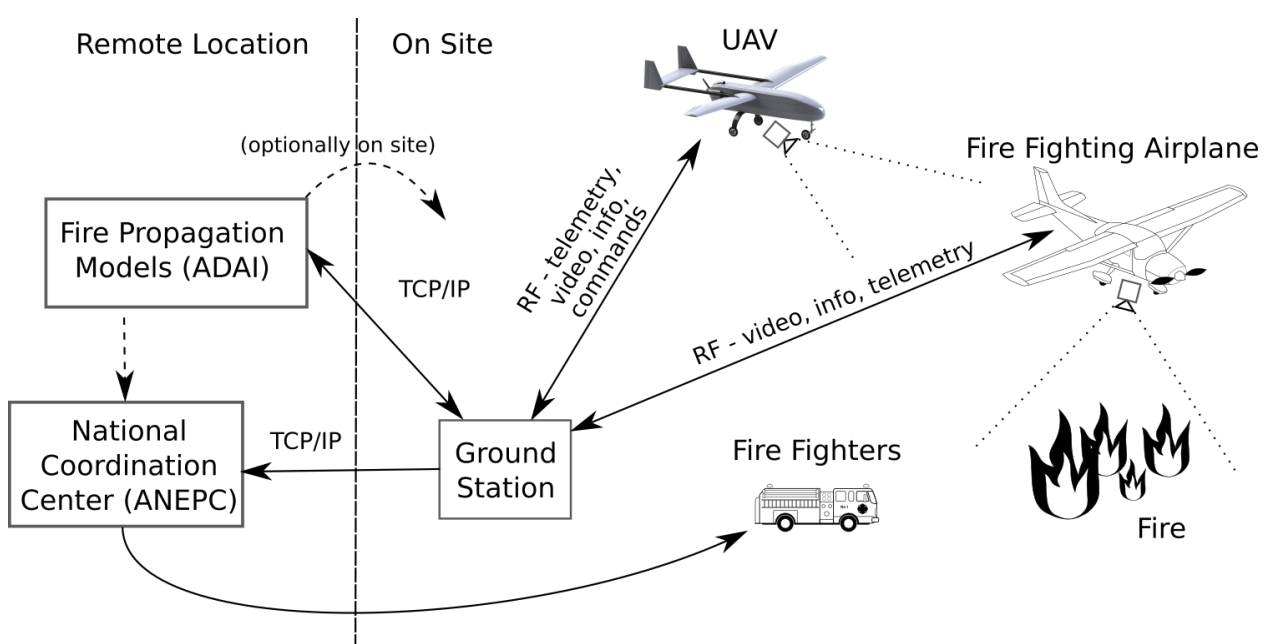 Remote Location
On Site
UAV
(optionally on site)
Fire Fighting Airplane
Fire Propagation
Models (ADAI)
TCP/IP
RF - telemetry,
video, info,
commands
RF - video, info, telemetry
National
Coordination
Center (ANEPC)
TCP/IP
Ground
Station
Fire Fighters
Fire